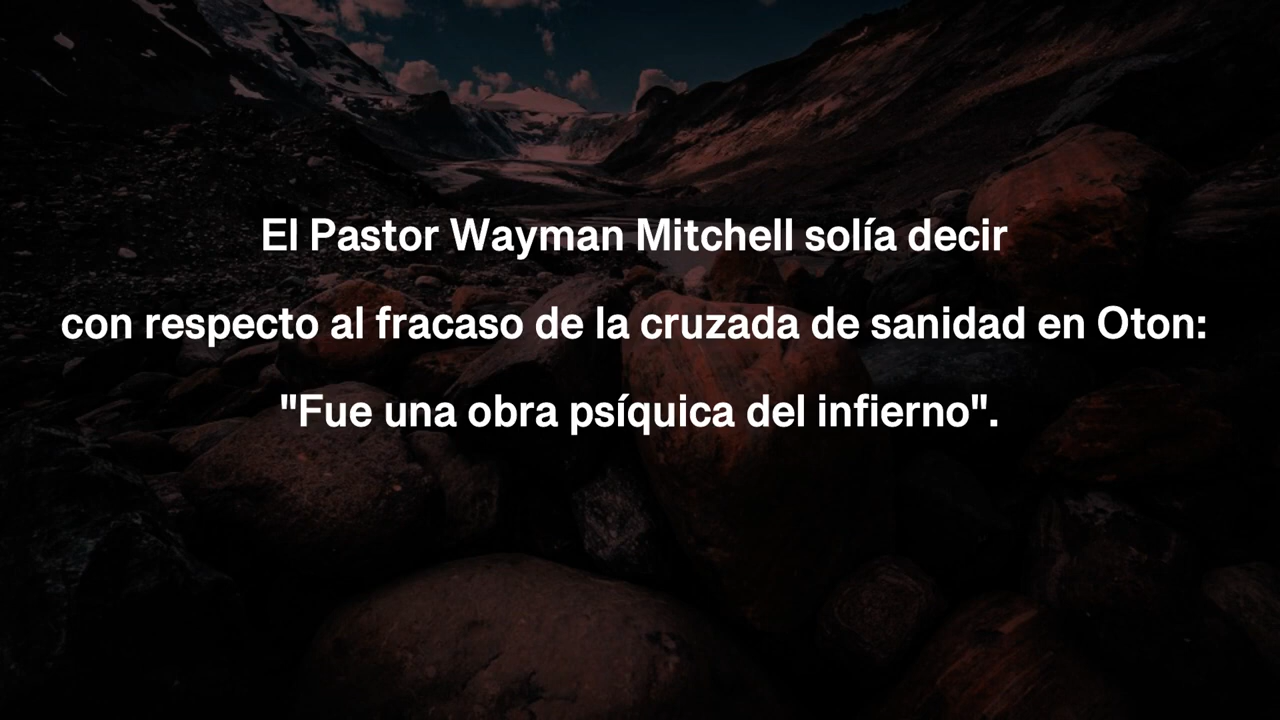 El Pastor Wayman Mitchell solía decir
con respecto al fracaso de la cruzada de sanidad en Oton:
"Fue una obra psíquica del infierno".